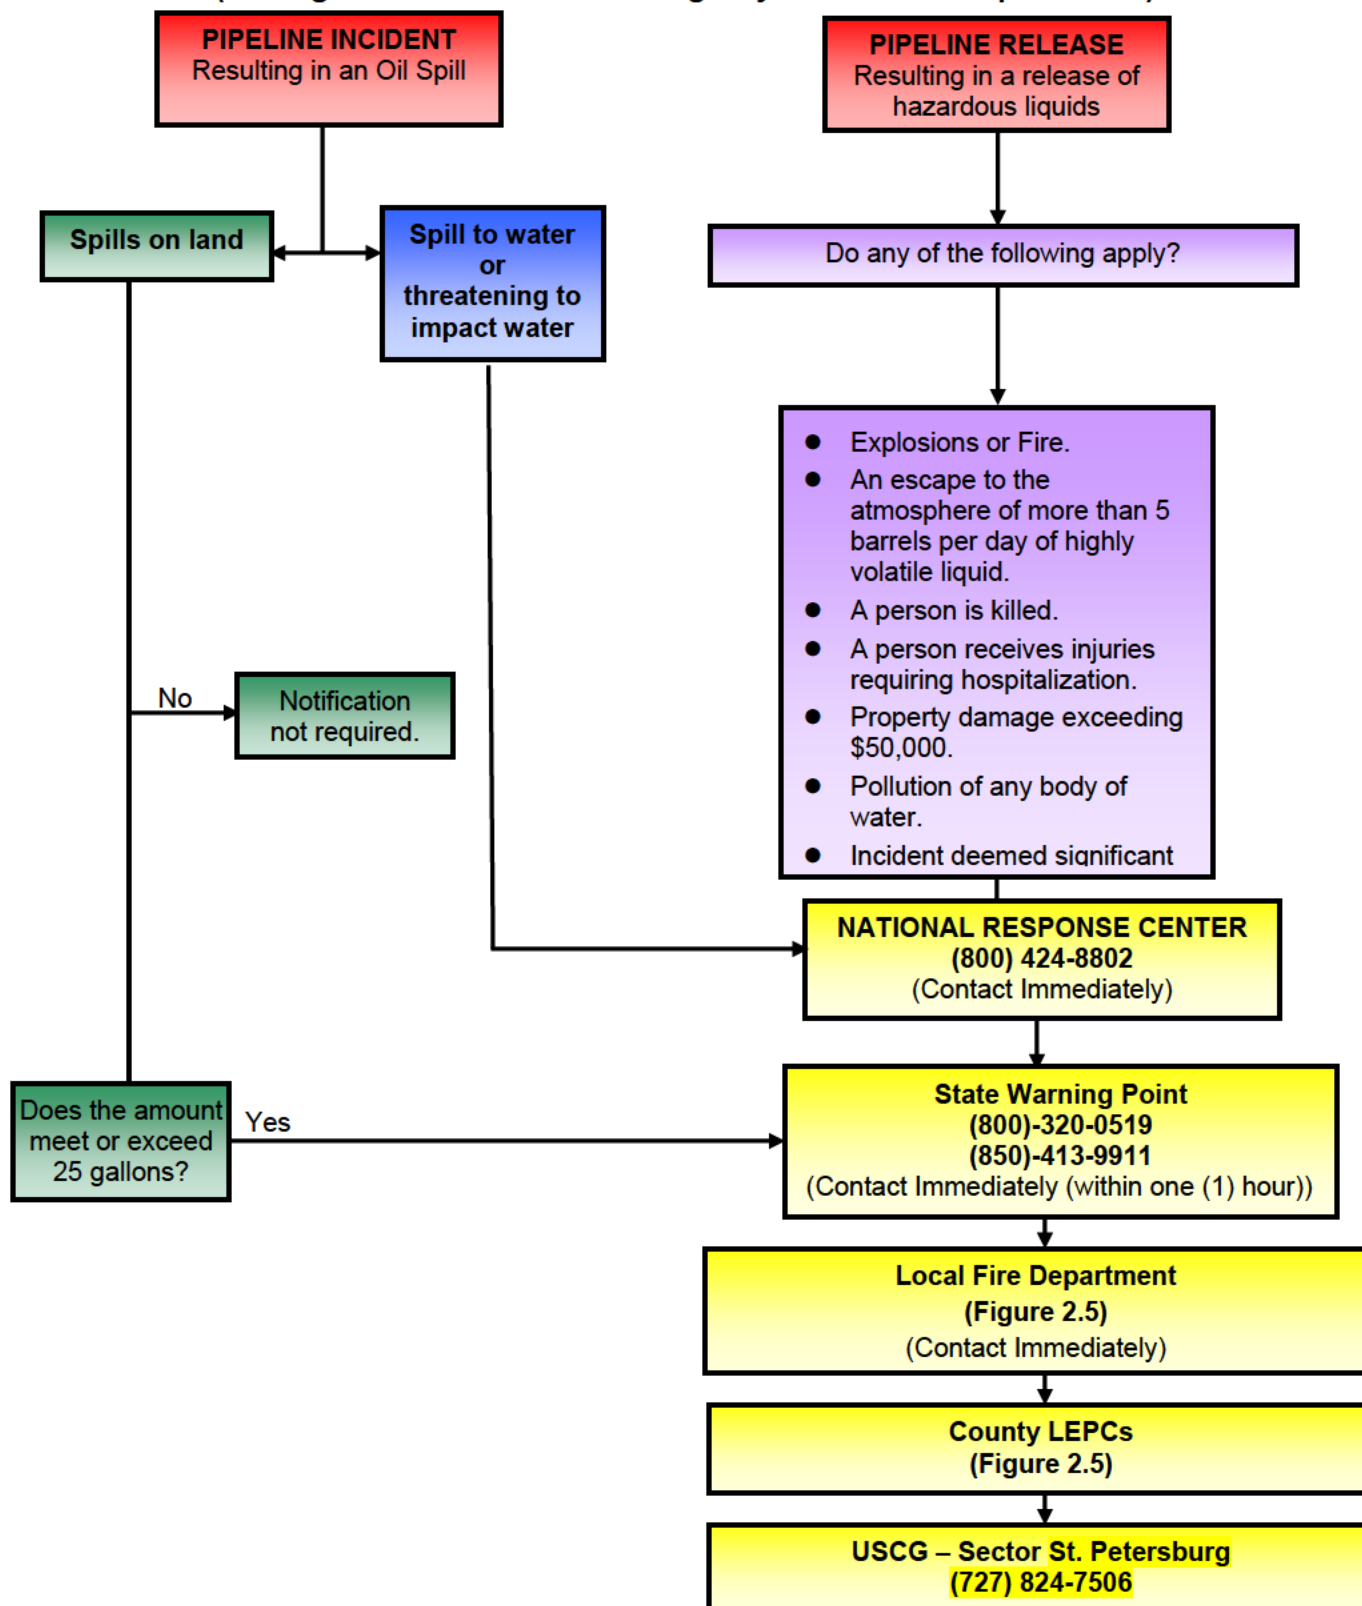 PIPELINE INCIDENT
Resulting in an Oil Spill
PIPELINE RELEASE
Resulting in a release of
hazardous liquids
Spills on land
Spill to water
or
threatening to
impact water
Do any of the following apply?
● Explosions or Fire.
● An escape to the
atmosphere of more than 5
barrels per day of highly
volatile liquid.
● A person is killed.
● A person receives injuries
requiring hospitalization.
● Property damage exceeding
$50,000.
● Pollution of any body of
water.
● Incident deemed significant
No
Notification
not required.
NATIONAL RESPONSE CENTER
(800) 424-8802
(Contact Immediately)
Does the amount
meet or exceed
25 gallons?
Yes
State Warning Point
(800)-320-0519
(850)-413-9911
(Contact Immediately (within one (1) hour))
Local Fire Department
(Figure 2.5)
(Contact Immediately)
County LEPCs
(Figure 2.5)
USCG – Sector St. Petersburg
(727) 824-7506